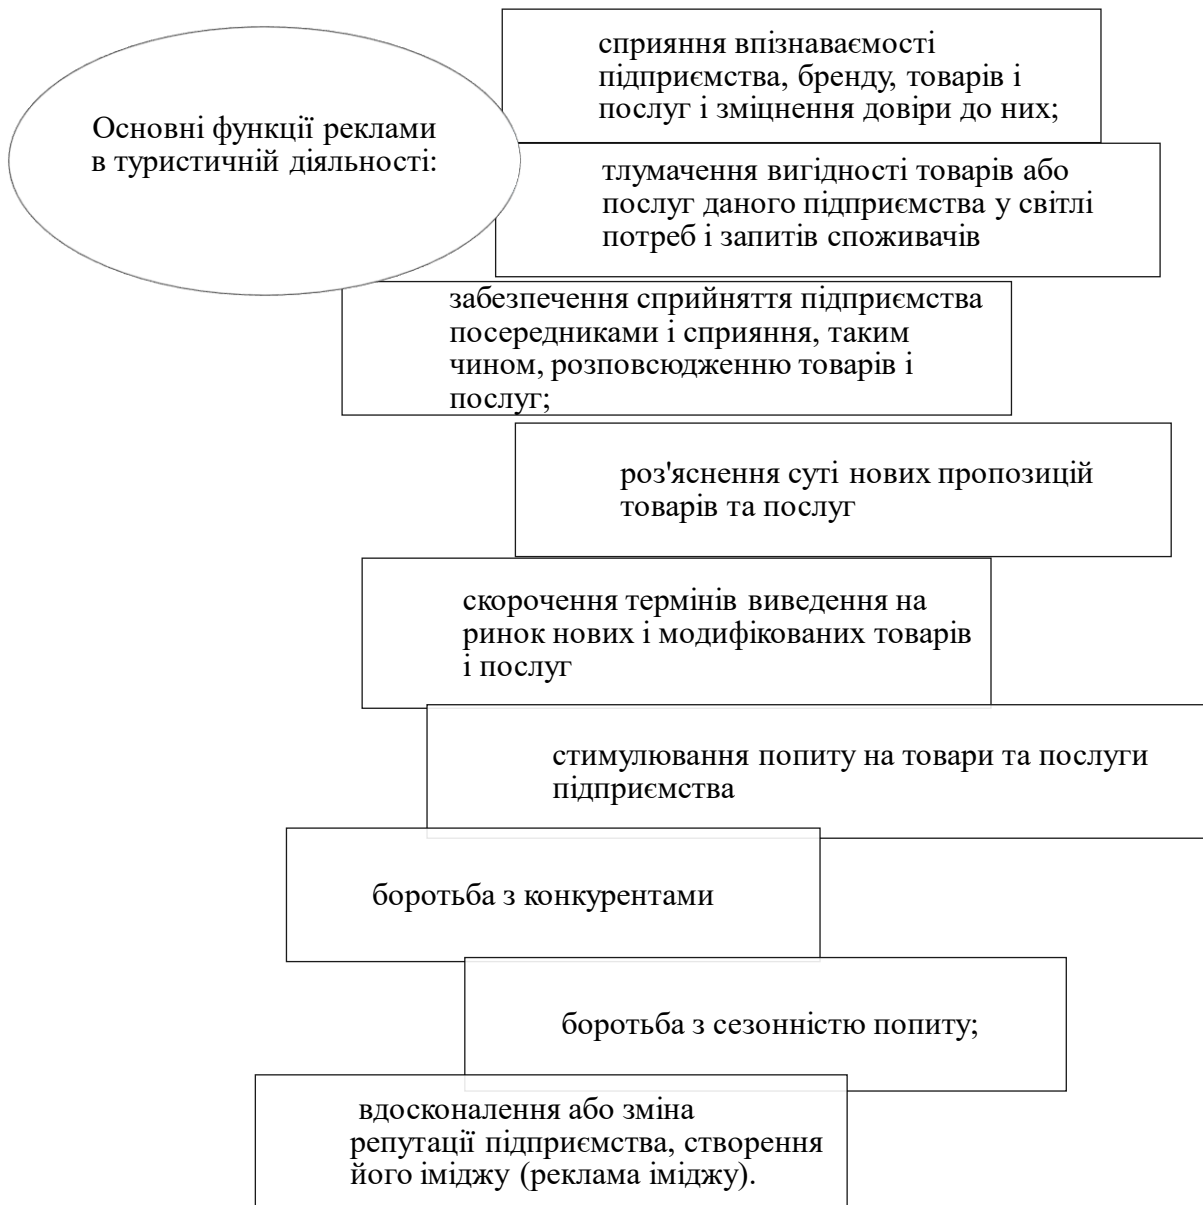 Основні функції реклами
в туристичній діяльності:
сприяння впізнаваємості
підприємства, бренду, товарів і
послуг і зміцнення довіри до них;
тлумачення вигідності товарів або
послуг даного підприємства у світлі
потреб і запитів споживачів
забезпечення сприйняття підприємства
посередниками і сприяння, таким
чином, розповсюдженню товарів і
послуг;
роз'яснення суті нових пропозицій
товарів та послуг
скорочення термінів виведення на
ринок нових і модифікованих товарів
і послуг
стимулювання попиту на товари та послуги
підприємства
боротьба з конкурентами
боротьба з сезонністю попиту;
вдосконалення або зміна
репутації підприємства, створення
його іміджу (реклама іміджу).